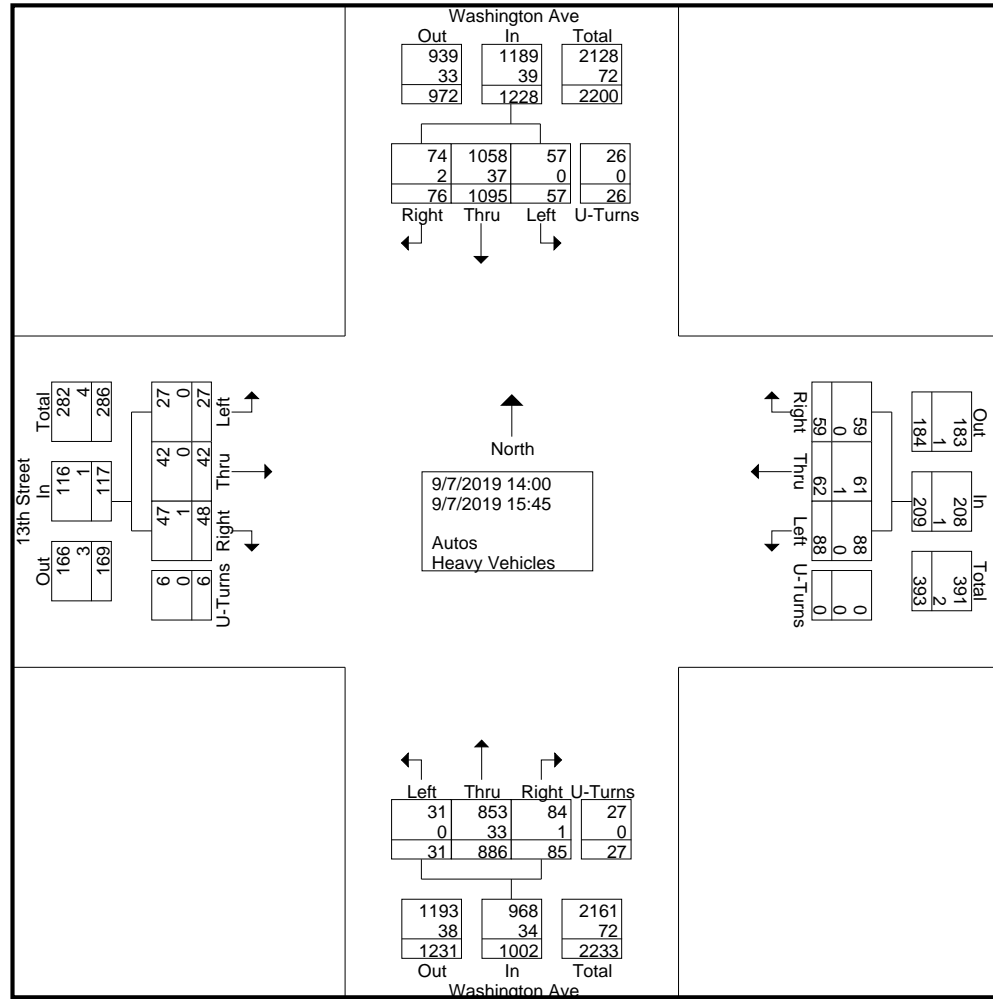 Washington Ave
Out In Total
939 1189 2128
33 39 72
972 1228 2200
74 1058 57 26
2 37 0 0
76 1095 57 26
Right Thru Left U-Turns
13th Street
Total In Out
282 116 166
4 1 3
286 117 169
27 42 47 6
0 0 1 0
27 42 48 6
Left Thru Right U-Turns
North
9/7/2019 14:00
9/7/2019 15:45
Autos
Heavy Vehicles
Right Thru Left U-Turns
59 61 88 0
0 1 0 0
59 62 88 0
Out In Total
183 208 391
1 1 2
184 209 393
Left Thru Right U-Turns
31 853 84 27
0 33 1 0
31 886 85 27
1193 968 2161
38 34 72
1231 1002 2233
Out In Total
Washington Ave